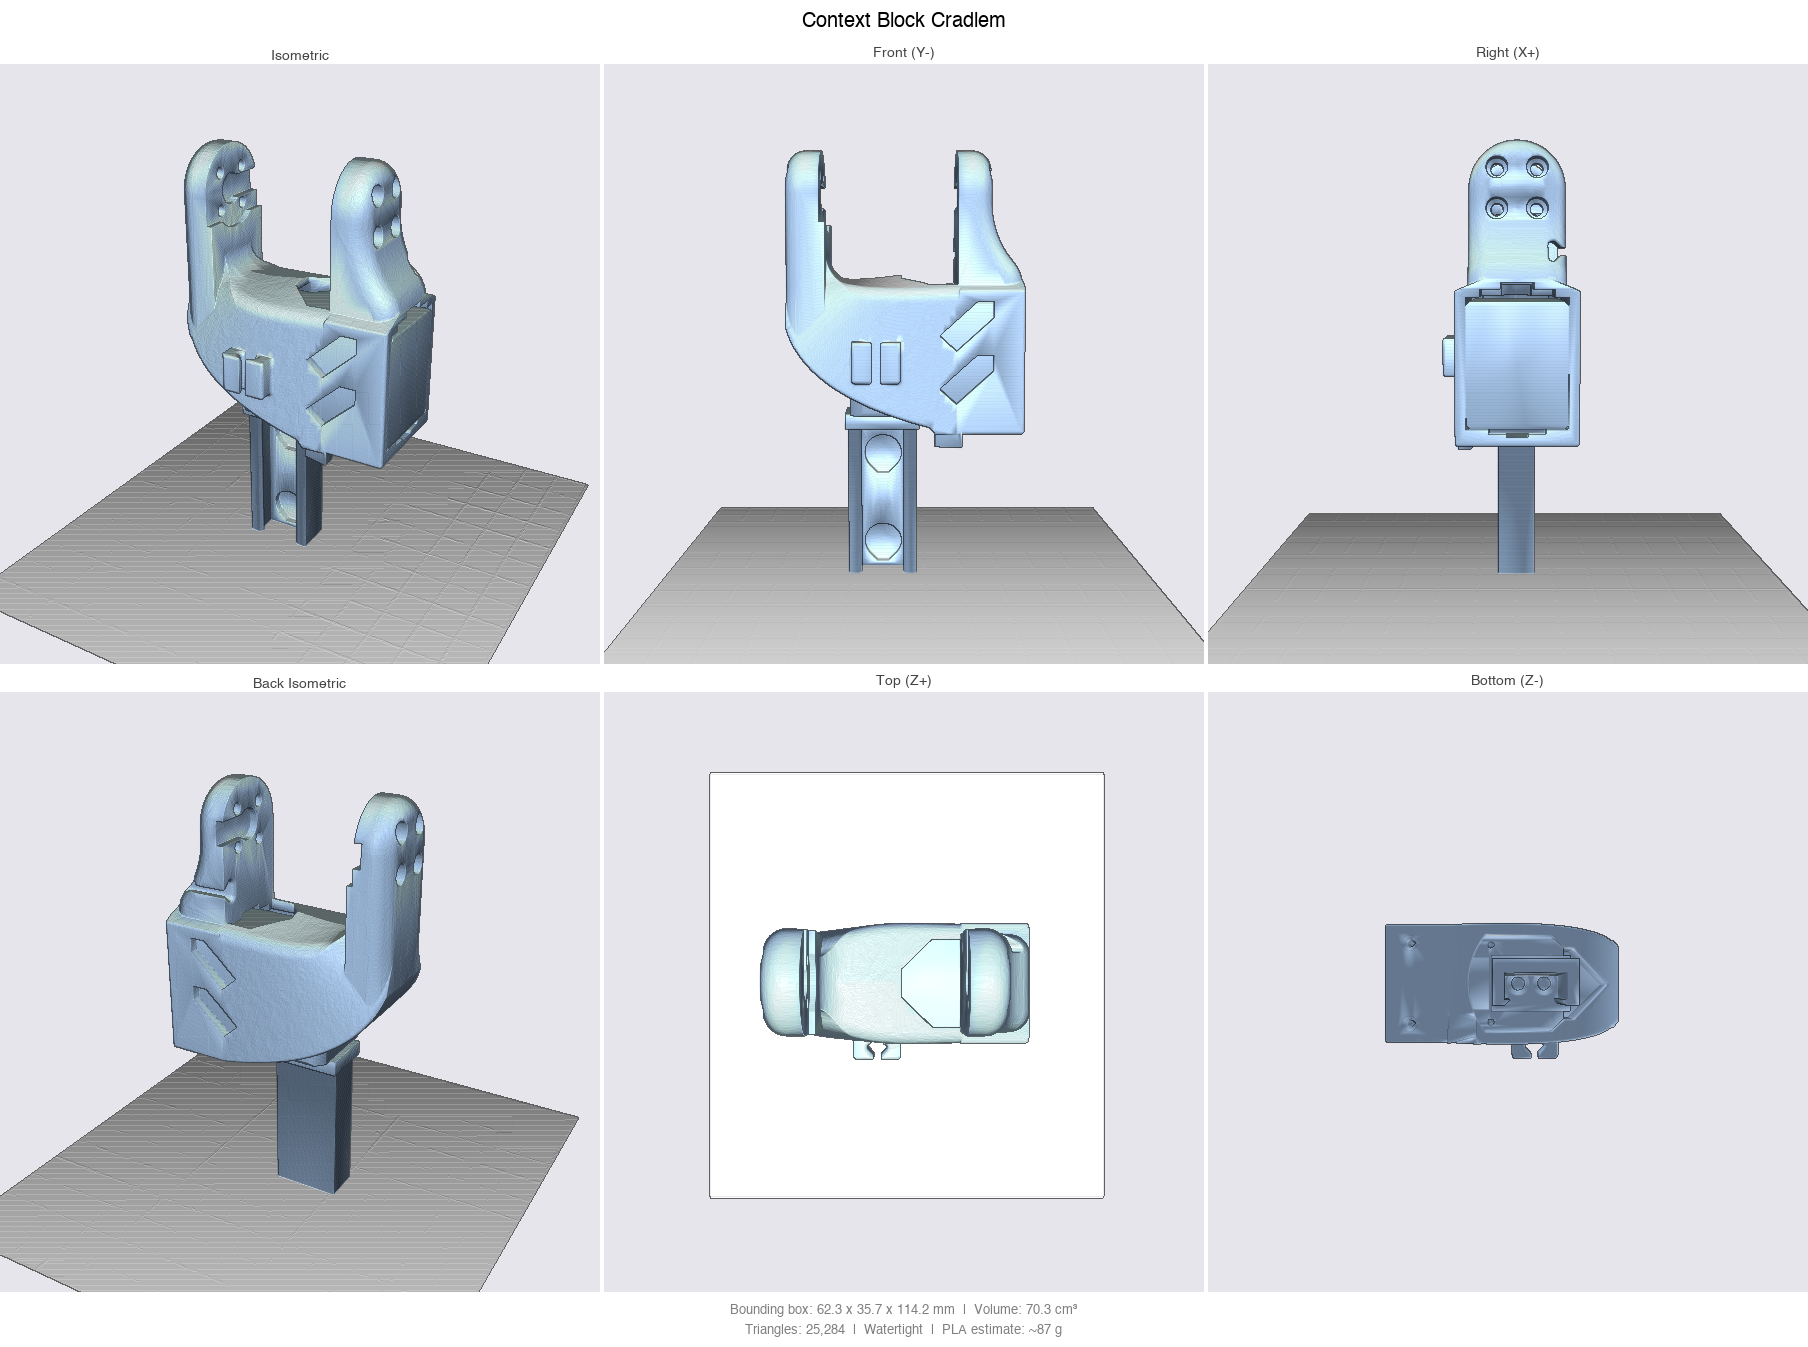 Context Block Cradlem
Isometric
Front (Y-)
Right (X+)
Back Isometric
Top (Z+)
Bottom (Z-)
Bounding box: 62.3 x 35.7 x 114.2 mm | Volume: 70.3 cm³
Triangles: 25,284 | Watertight | PLA estimate: ~87 g